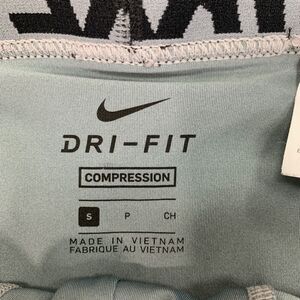 DRI-FIT
COMPRESSION
S P CH
MADE IN VIETNAM
FABRIQUE AU VIETNAM